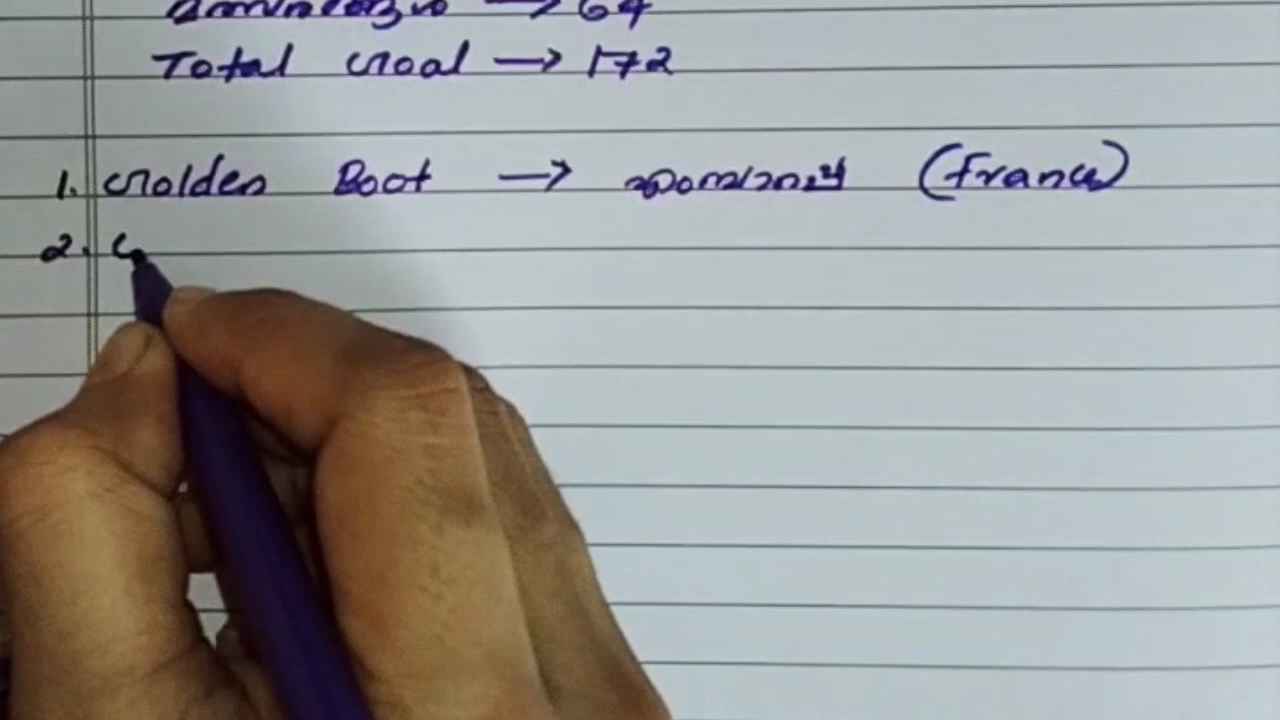 → 64
Total Goal → 172
1. Golden Boot → എംബാപ്പെ (France)
2.